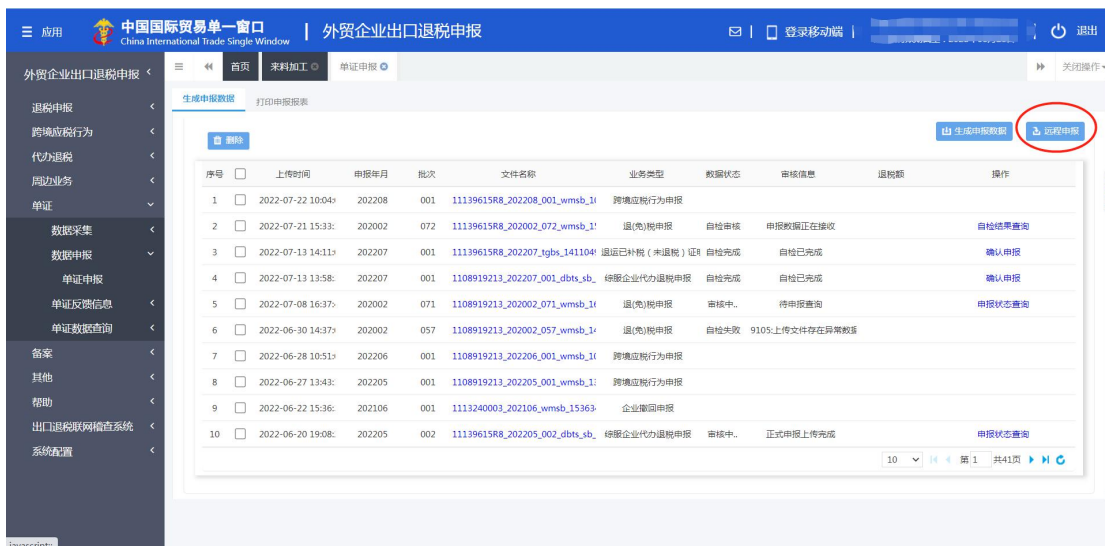 应用
中国国际贸易单一窗口
China International Trade Single Window
外贸企业出口退税申报
登录移动端
退出
外贸企业出口退税申报
首页 来料加工 单证申报
关闭操作
退税申报
跨境应税行为
代办退税
周边业务
单证
数据采集
数据申报
单证申报
单证反馈信息
单证数据查询
备案
其他
帮助
出口退税联网稽查系统
系统配置
生成申报数据 打印申报报表
删除 生成申报数据 远程申报
序号 上传时间 申报年月 批次 文件名称 业务类型 数据状态 审核信息 退税额 操作
1 2022-07-22 10:04: 202208 001 11139615R8_202208_001_wmsb_1 跨境应税行为申报
2 2022-07-21 15:33: 202002 072 11139615R8_202002_072_wmsb_1 退(免)税申报 自检审核 申报数据正在接收 自检结果查询
3 2022-07-13 14:11: 202207 001 11139615R8_202207_tgbs_141104 退运已补税(未退税)证 自检完成 自检已完成 确认申报
4 2022-07-13 13:58: 202207 001 1108919213_202207_001_dbts_sb_ 综服企业代办退税申报 自检完成 自检已完成 确认申报
5 2022-07-08 16:37: 202002 071 1108919213_202002_071_wmsb_1 退(免)税申报 审核中.. 待申报查询 申报状态查询
6 2022-06-30 14:37: 202002 057 1108919213_202002_057_wmsb_1 退(免)税申报 自检失败 9105:上传文件存在异常数据
7 2022-06-28 10:51: 202206 001 1108919213_202206_001_wmsb_1 跨境应税行为申报
8 2022-06-27 13:43: 202205 001 1108919213_202205_001_wmsb_1 跨境应税行为申报
9 2022-06-22 15:36: 202106 001 1113240003_202106_wmsb_15363 企业撤回申报
10 2022-06-20 19:08: 202205 002 11139615R8_202205_002_dbts_sb_ 综服企业代办退税申报 审核中.. 正式申报上传完成 申报状态查询
10 第 1 共41页